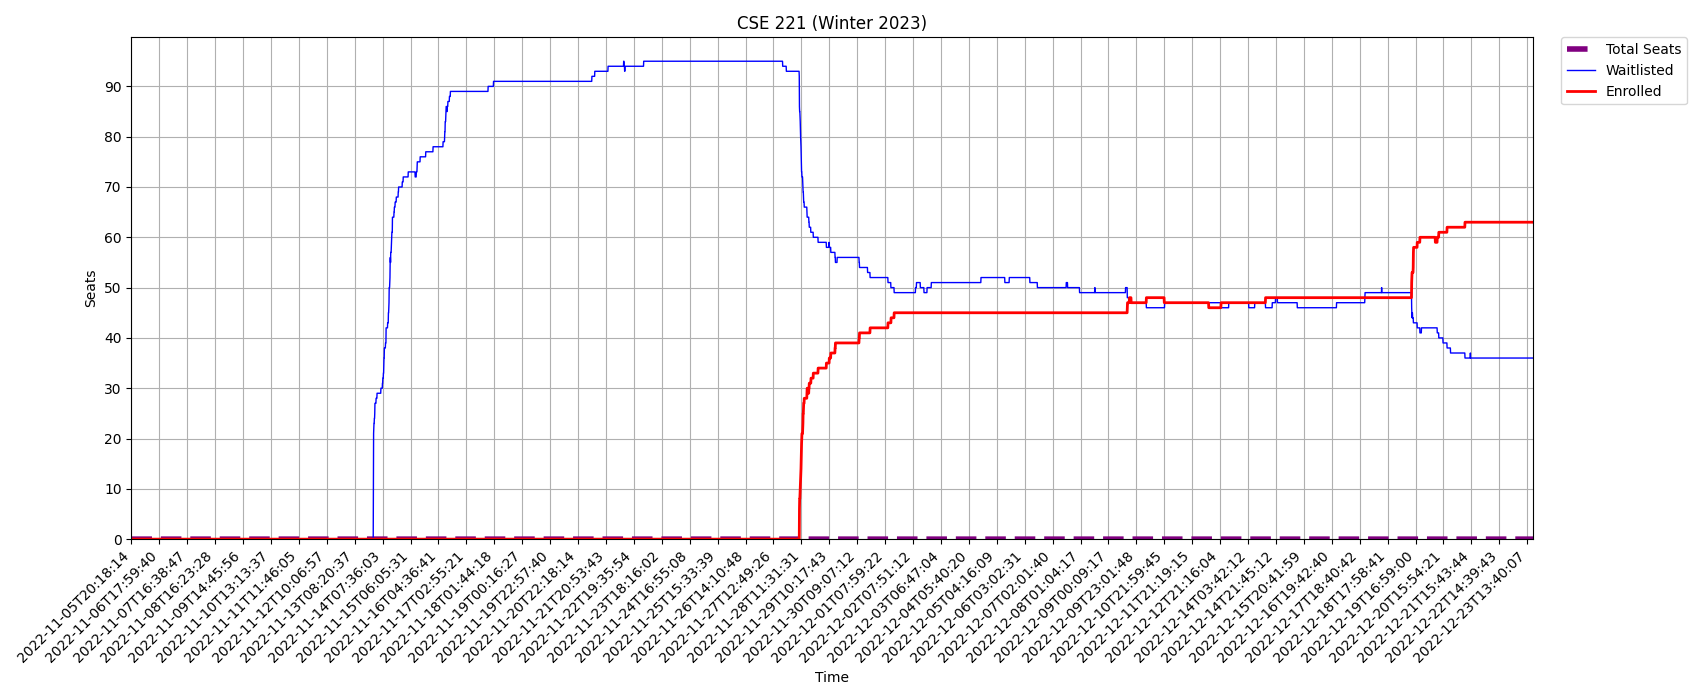 CSE 221 (Winter 2023)
Total Seats
Waitlisted
Enrolled
Seats
90
80
70
60
50
40
30
20
10
0
2022-11-05T20:18:14
2022-11-06T17:59:40
2022-11-07T16:38:47
2022-11-08T16:23:28
2022-11-09T14:45:56
2022-11-10T13:13:37
2022-11-11T11:46:05
2022-11-12T10:06:57
2022-11-13T08:20:37
2022-11-14T07:36:03
2022-11-15T06:05:31
2022-11-16T04:36:41
2022-11-17T02:55:21
2022-11-18T01:44:18
2022-11-19T00:16:27
2022-11-19T22:57:40
2022-11-20T22:18:14
2022-11-21T20:53:43
2022-11-22T19:35:54
2022-11-23T18:16:02
2022-11-24T16:55:08
2022-11-25T15:33:39
2022-11-26T14:10:48
2022-11-27T12:49:26
2022-11-28T11:31:31
2022-11-29T10:17:43
2022-11-30T09:07:12
2022-12-01T07:59:22
2022-12-02T07:51:12
2022-12-03T06:47:04
2022-12-04T05:40:20
2022-12-05T04:16:09
2022-12-06T03:02:31
2022-12-07T02:01:40
2022-12-08T01:04:17
2022-12-09T00:09:17
2022-12-09T23:01:48
2022-12-10T21:59:45
2022-12-11T21:19:15
2022-12-12T21:16:04
2022-12-14T03:42:12
2022-12-14T21:45:12
2022-12-15T20:41:59
2022-12-16T19:42:40
2022-12-17T18:40:42
2022-12-18T17:58:41
2022-12-19T16:59:00
2022-12-20T15:54:21
2022-12-21T15:43:44
2022-12-22T14:39:43
2022-12-23T13:40:07
Time